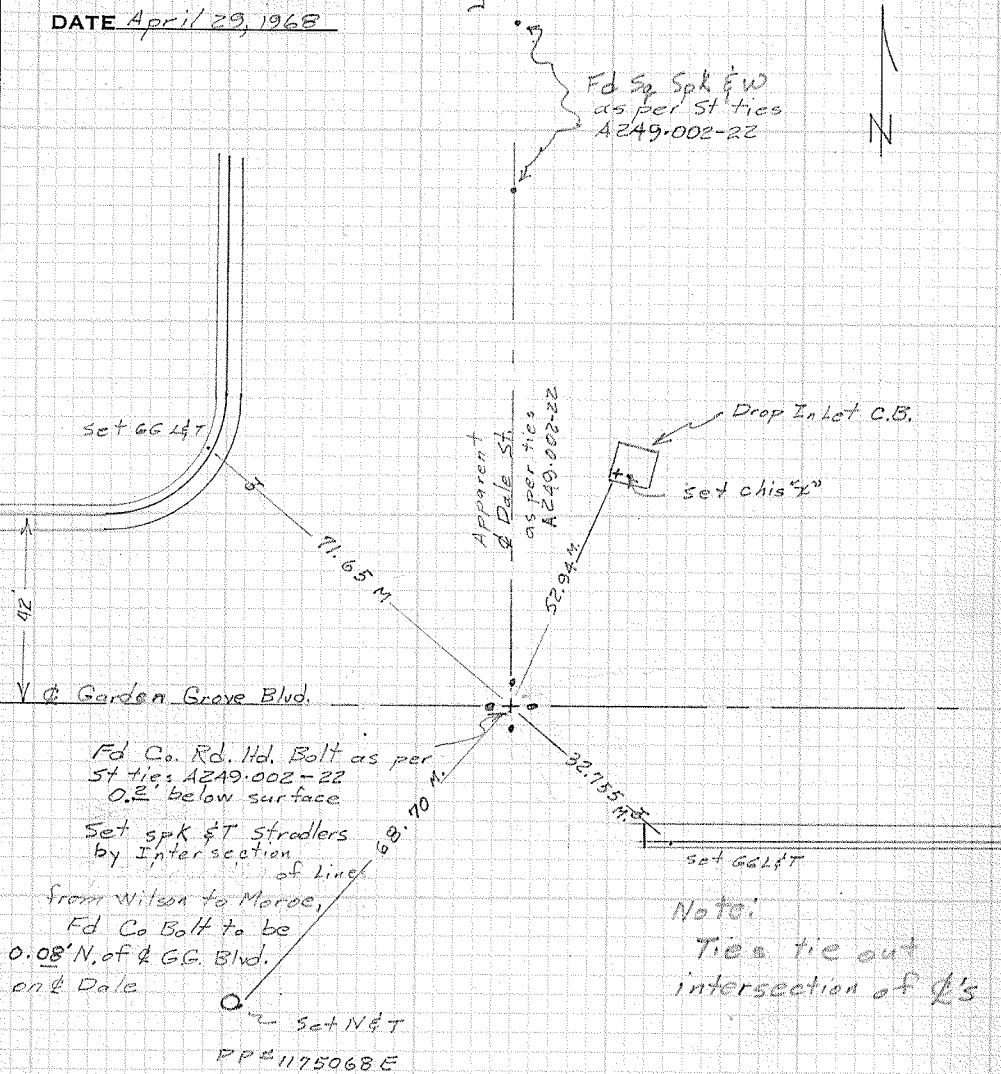 DATE April 29, 1968
Fd Sq Spk & W
as per St ties
A249-002-22
N
Set GG L&T
Apparent
℄ Dale St.
as per ties
A249-002-22
Drop Inlet C.B.
Set chis "x"
71.65 M
52.94 M.
42'
℄ Garden Grove Blvd.
Fd Co. Rd. Hd. Bolt as per
St ties A249-002-22
0.2' below surface
Set spk & T stradlers
by Intersection
of Lines
from Wilson to Moroe,
Fd Co Bolt to be
0.08' N. of ℄ G.G. Blvd.
on ℄ Dale
68.70 M.
32.755 M.
set GG L&T
Note:
Ties tie out
intersection of ℄'s
Set N&T
PP# 1175068E